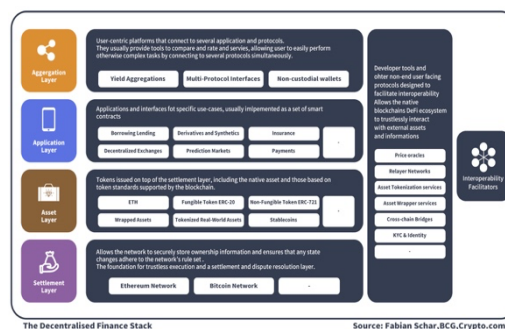 Aggergation
Layer
User-centric platforms that connect to several application and protocols.
They usually provide tools to compare and rate and servies, allowing user to easily perform
otherwise complex tasks by connecting to several protocols simultaneously.
Yield Aggregations
Multi-Protocol Interfaces
Non-custodial wallets
Application
Layer
Applications and interfaces fot specific use-cases, usually imlpemented as a set of smart
contracts
Borrowing Lending
Derivatives and Synthetics
Insurance
Decentralized Exchanges
Prediction Markets
Payments
-
Asset
Layer
Tokens issued on top of the settlement layer, including the native asset and those based on
token standards supported by the blockchain.
ETH
Fungible Token ERC-20
Non-Fungible Token ERC-721
Wrapped Assets
Tokenized Real-World Assets
Stablecoins
-
Settlement
Layer
Allows the network to securely store ownership information and ensures that any state
changes adhere to the network's rule set .
The foundation for trustless execution and a settlement and dispute resolution layer.
Ethereum Network
Bitcoin Network
-
Developer tools and
ohter non-end user facing
protocols designed to
facilitate interoperability
Allows the native
blockchains DeFi ecosystem
to trustlessly interact
with external assets
and informations
Price oracles
Relayer Networks
Asset Tokenization services
Asset Wrapper services
Cross-chain Bridges
KYC & Identity
-
Interoperability
Facilitators
The Decentralised Finance Stack
Source: Fabian Schar,BCG,Crypto.com